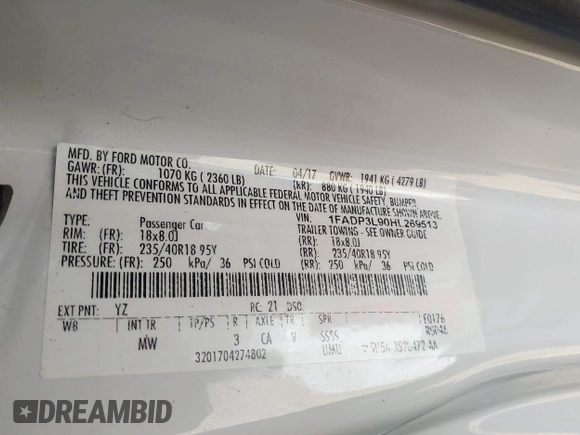 MFD. BY FORD MOTOR CO.
DATE: 04/17 GVWR: 1941 KG ( 4279 LB)
GAWR: (FR): 1070 KG ( 2360 LB) (RR): 880 KG ( 1940 LB)
THIS VEHICLE CONFORMS TO ALL APPLICABLE FEDERAL MOTOR VEHICLE SAFETY, BUMPER,
AND THEFT PREVENTION STANDARDS IN EFFECT ON THE DATE OF MANUFACTURE SHOWN ABOVE.
VIN: 1FADP3L90HL269513
TYPE: Passenger Car TRAILER TOWING - SEE OWNER GUIDE
RIM: (FR): 18x8.0J (RR): 18x8.0J
TIRE: (FR): 235/40R18 95Y (RR): 235/40R18 95Y
PRESSURE: (FR): 250 kPa/ 36 PSI COLD (RR): 250 kPa/ 36 PSI COLD
EXT PNT: YZ RC: 21 DSO:
WB INT TR TP/PS R AXLE TR SPR F0176
MW 3 CA V SSSS
3201704274802
DREAMBID